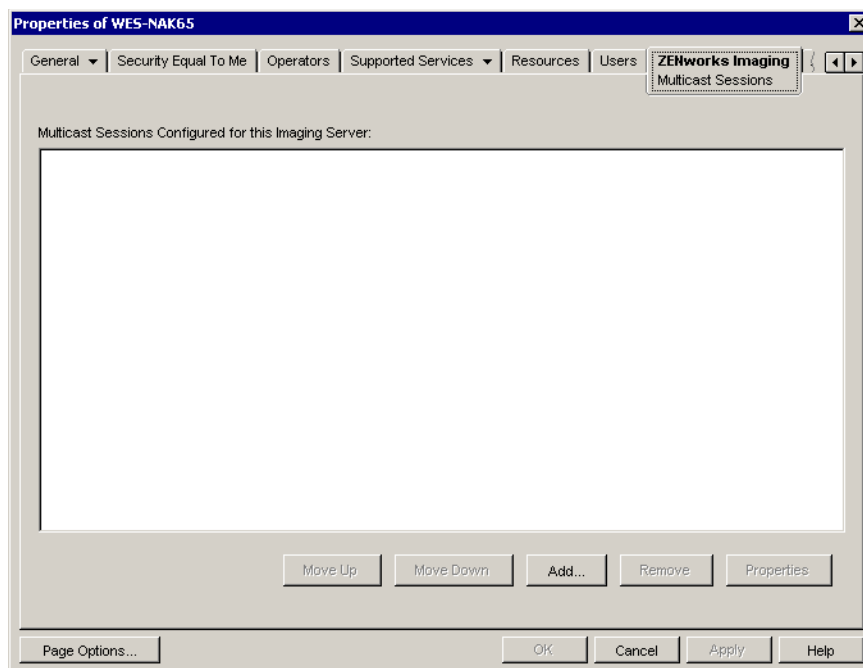 Properties of WES-NAK65
General
Security Equal To Me
Operators
Supported Services
Resources
Users
ZENworks Imaging
Multicast Sessions
Multicast Sessions Configured for this Imaging Server:
Move Up
Move Down
Add...
Remove
Properties
Page Options...
OK
Cancel
Apply
Help